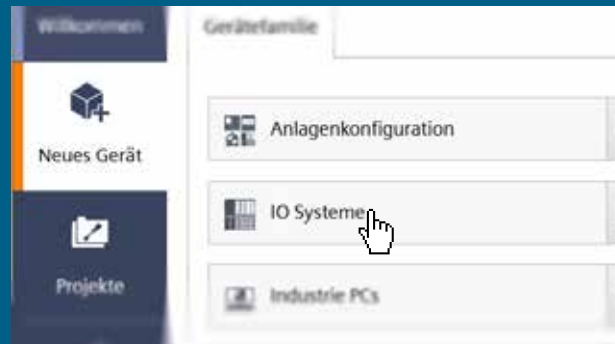 Willkommen
Gerätefamilie
Neues Gerät
Anlagenkonfiguration
IO Systeme
Projekte
Industrie PCs